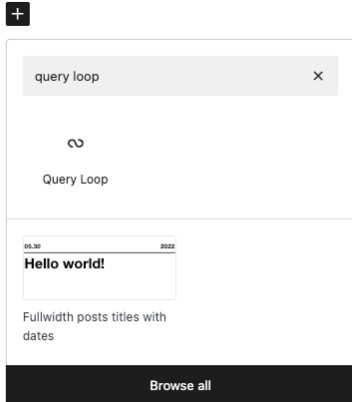 query loop
Query Loop
05.30 2022
Hello world!
Fullwidth posts titles with
dates
Browse all